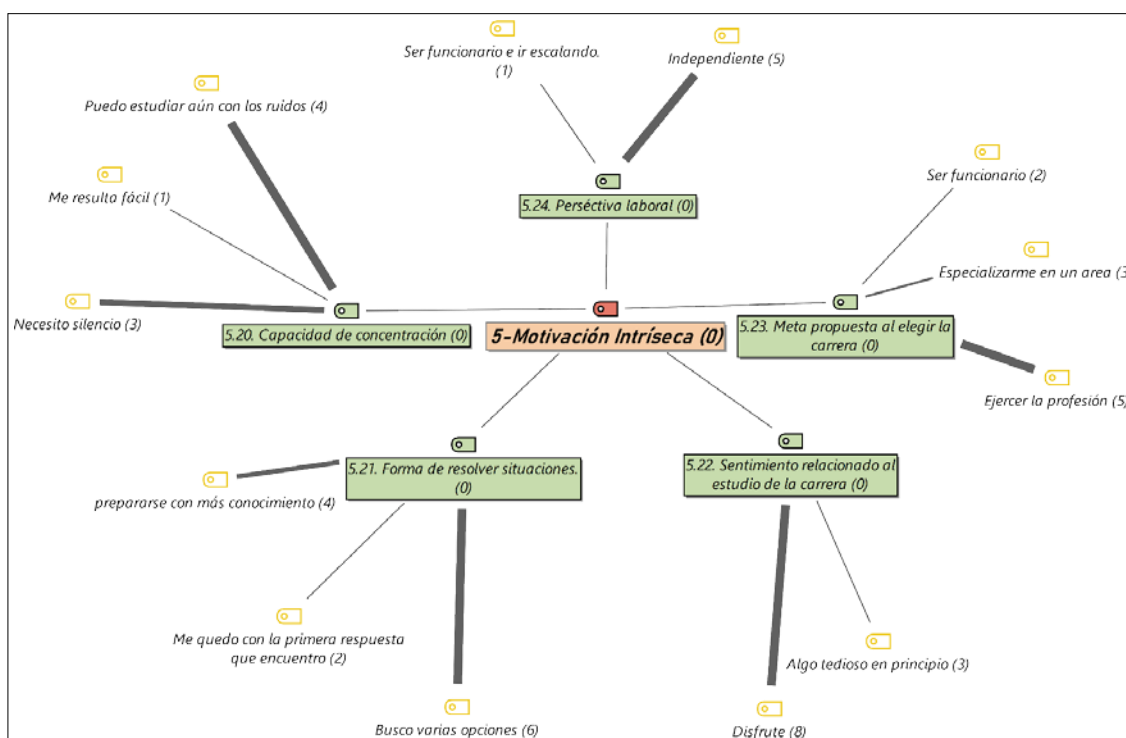 Ser funcionario e ir escalando.
(1)
Independiente (5)
Puedo estudiar aún con los ruidos (4)
Me resulta fácil (1)
Necesito silencio (3)
5.24. Perséctiva laboral (0)
Ser funcionario (2)
Especializarme en un area (3
5.20. Capacidad de concentración (0)
5-Motivación Intríseca (0)
5.23. Meta propuesta al elegir la
carrera (0)
Ejercer la profesión (5)
5.21. Forma de resolver situaciones.
(0)
5.22. Sentimiento relacionado al
estudio de la carrera (0)
prepararse con más conocimiento (4)
Me quedo con la primera respuesta
que encuentro (2)
Algo tedioso en principio (3)
Busco varias opciones (6)
Disfrute (8)